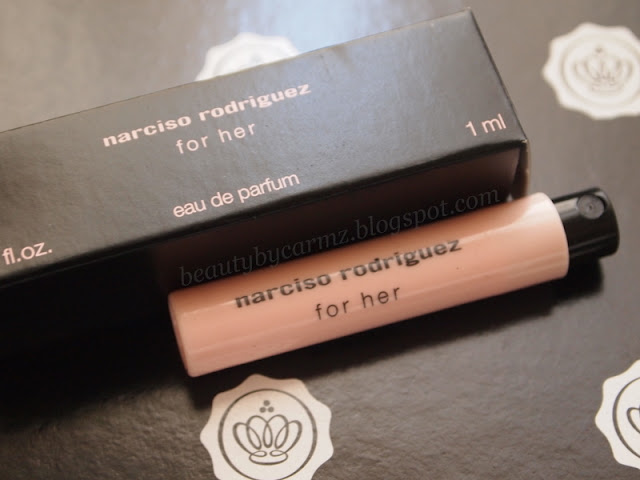 narciso rodriguez
for her
1 ml
eau de parfum
fl.oz.
beautybycarmz.blogspot.com
narciso rodriguez
for her